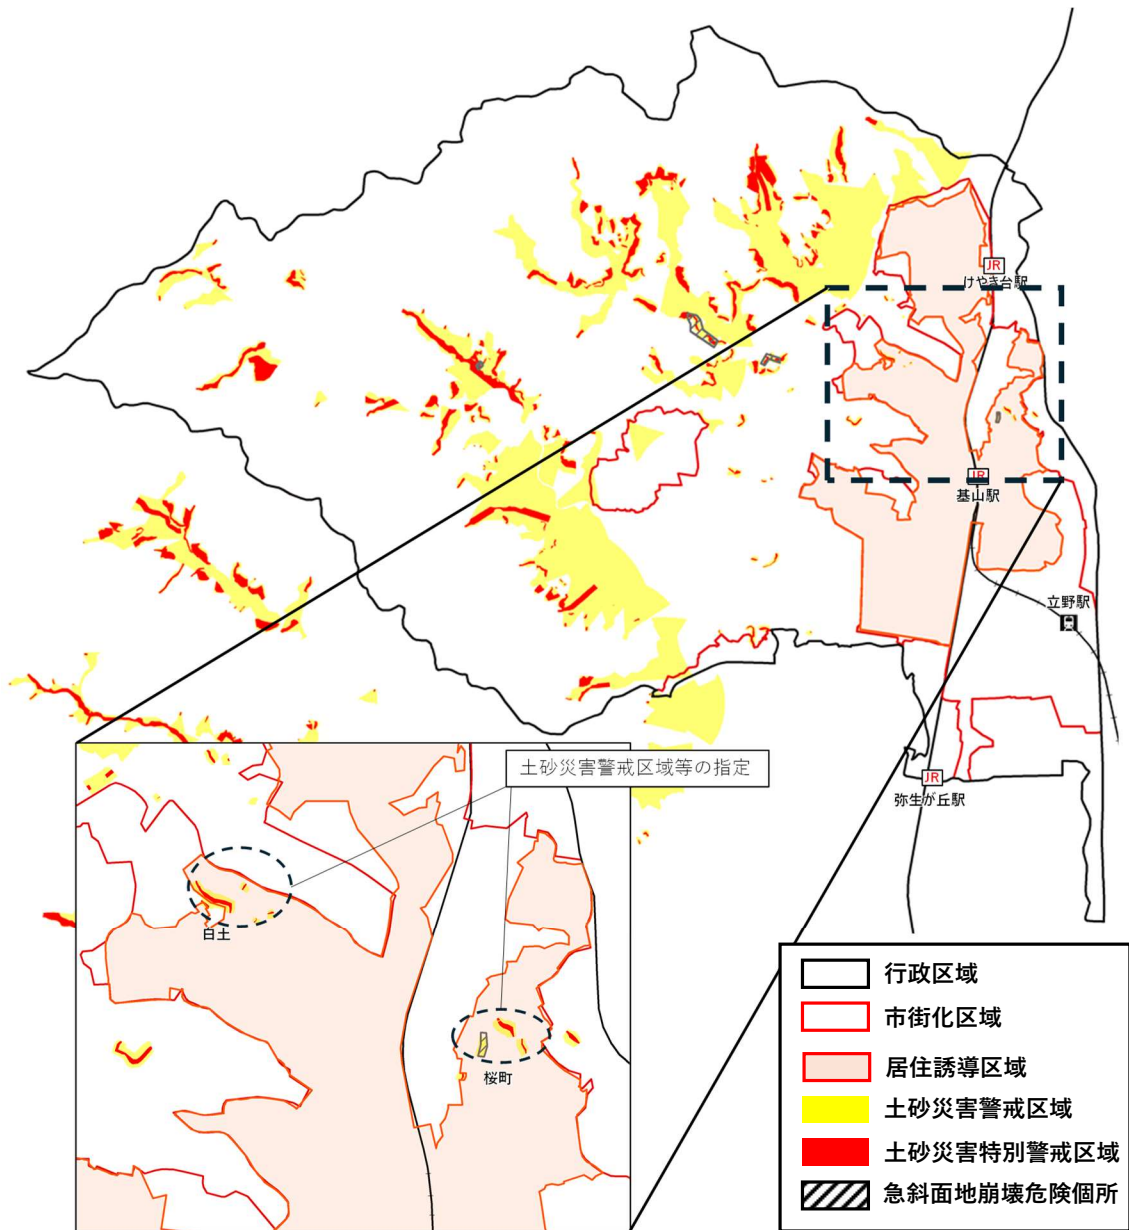 JR
けやき台駅
JR
基山駅
立野駅
JR
弥生が丘駅
土砂災害警戒区域等の指定
白土
桜町
行政区域
市街化区域
居住誘導区域
土砂災害警戒区域
土砂災害特別警戒区域
急斜面地崩壊危険個所